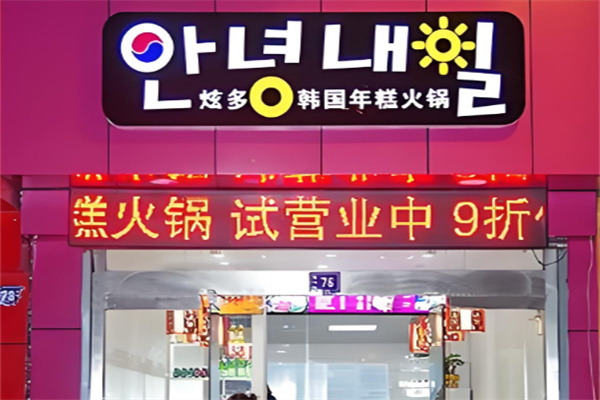 안녕내일
炫多 韩国年糕火锅
糕火锅 试营业中 9折
76